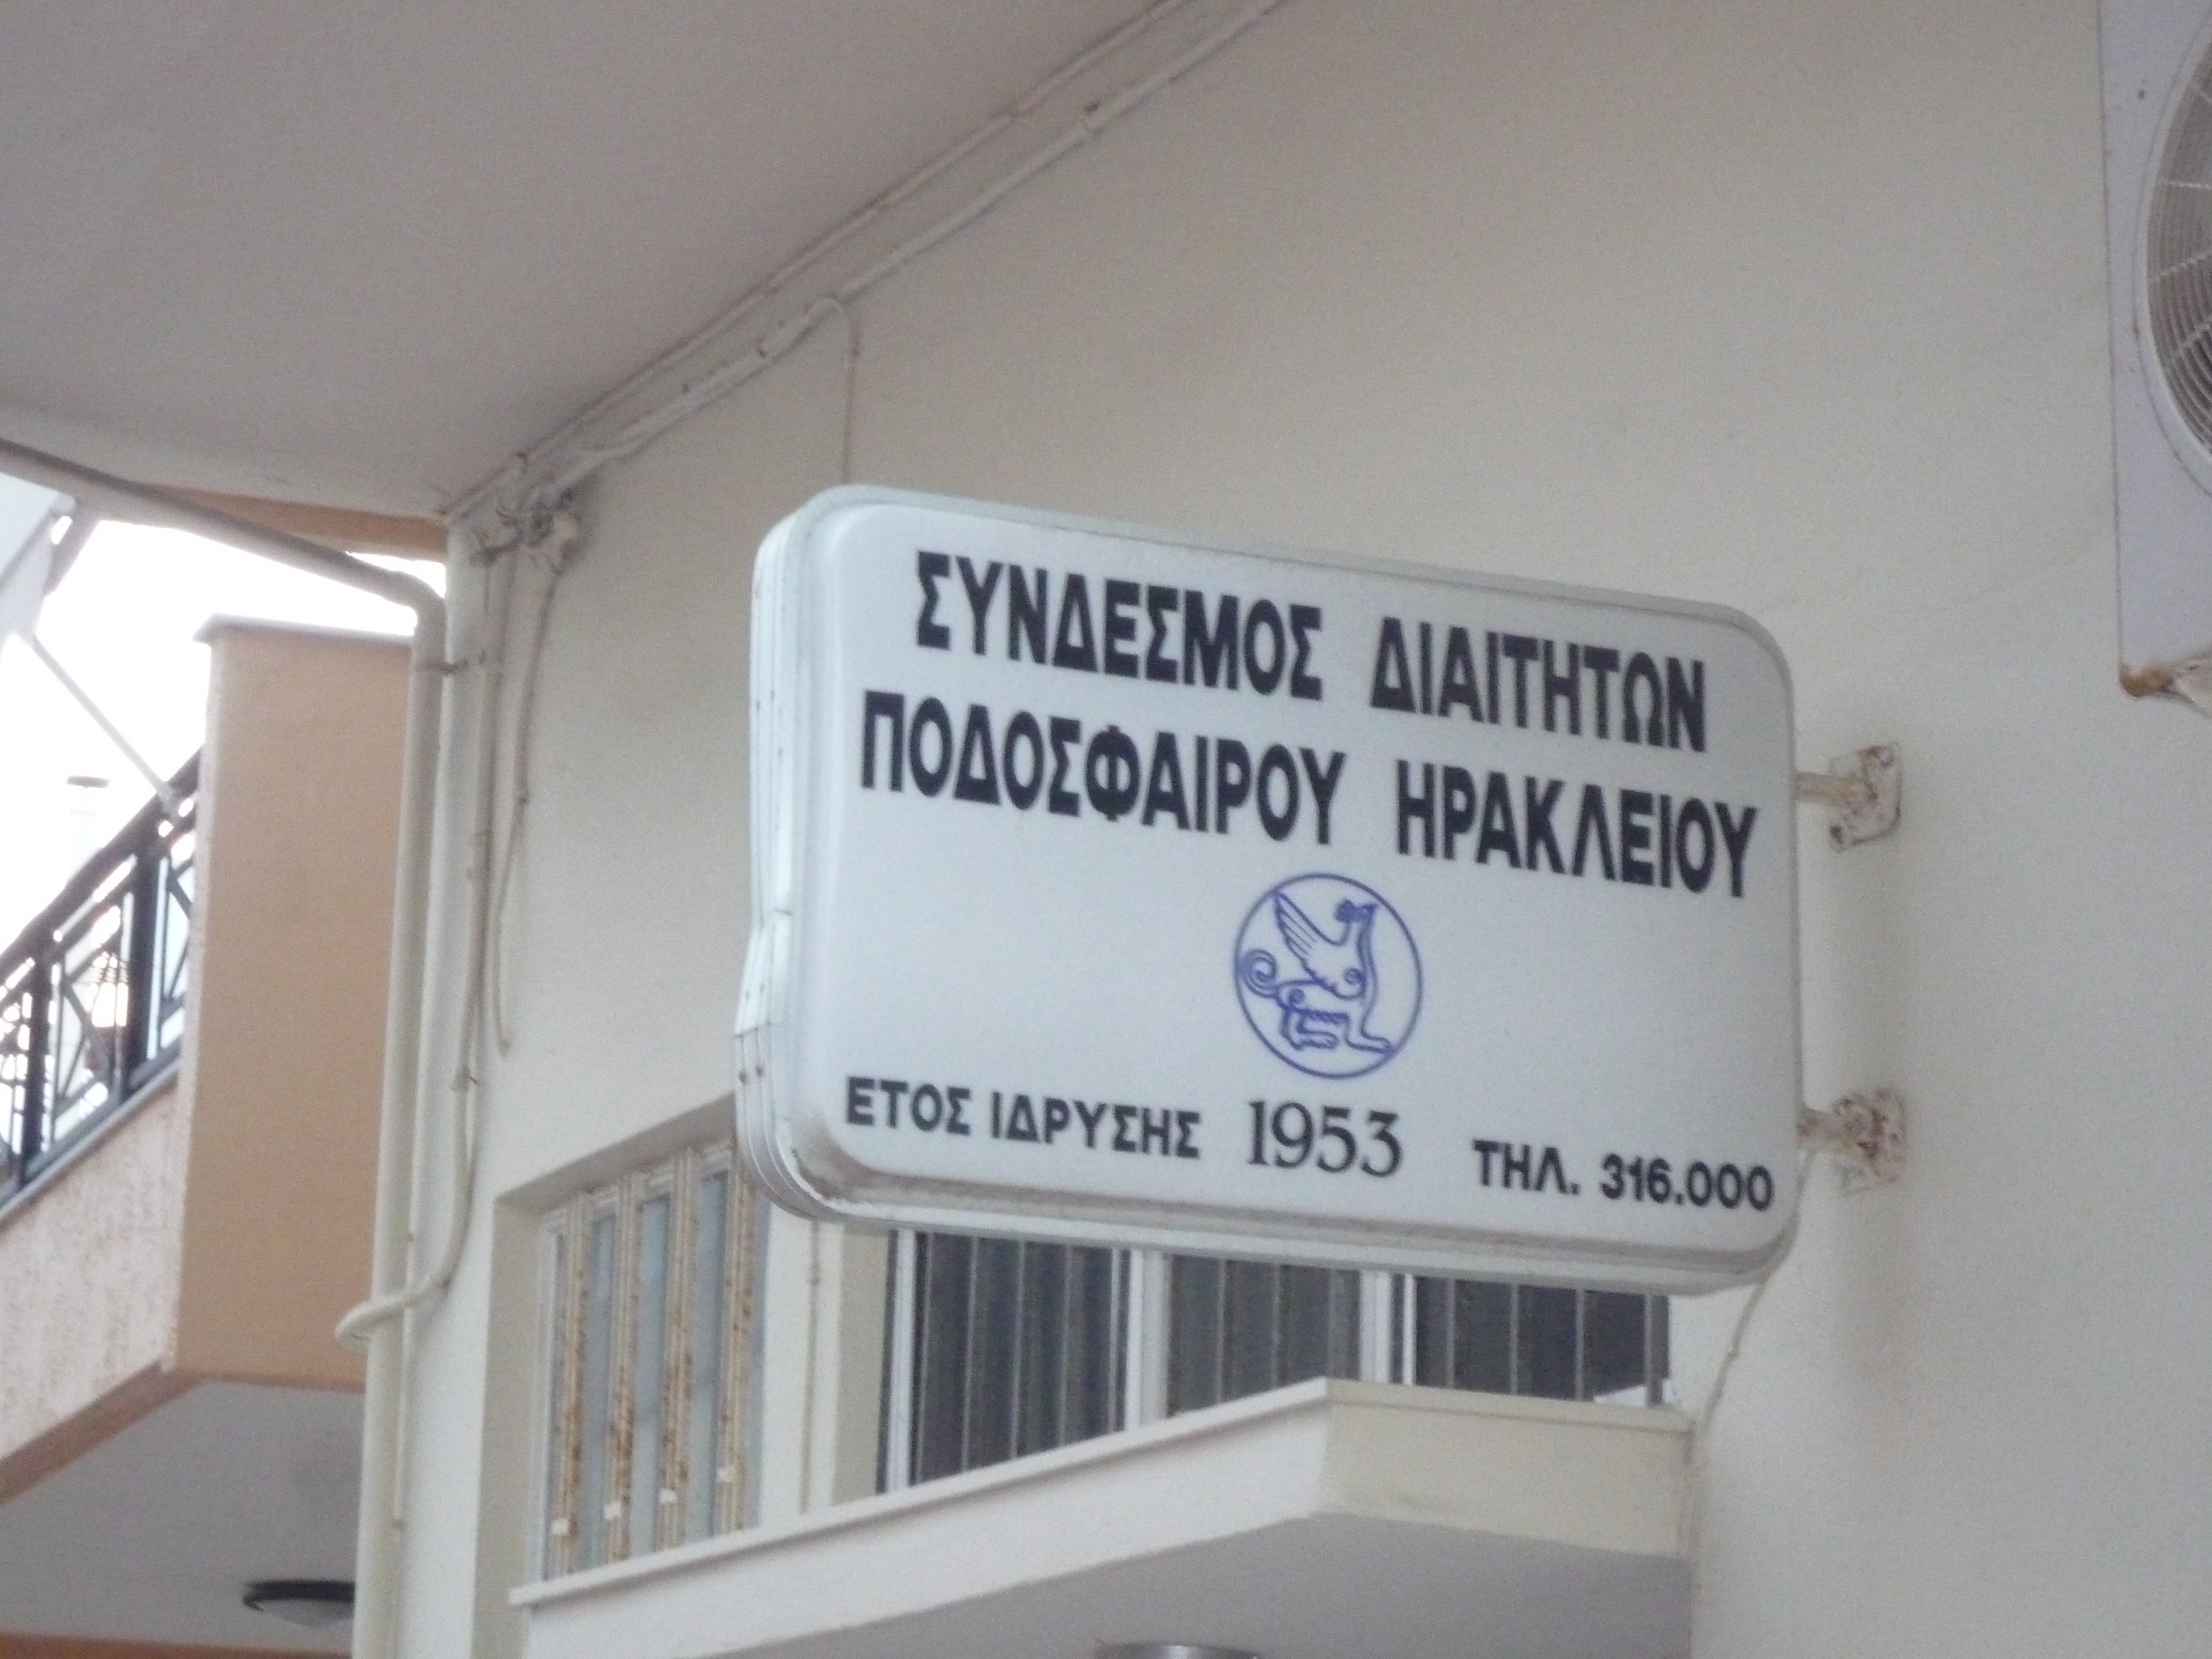 ΣΥΝΔΕΣΜΟΣ ΔΙΑΙΤΗΤΩΝ
ΠΟΔΟΣΦΑΙΡΟΥ ΗΡΑΚΛΕΙΟΥ
ΕΤΟΣ ΙΔΡΥΣΗΣ 1953 ΤΗΛ. 316.000